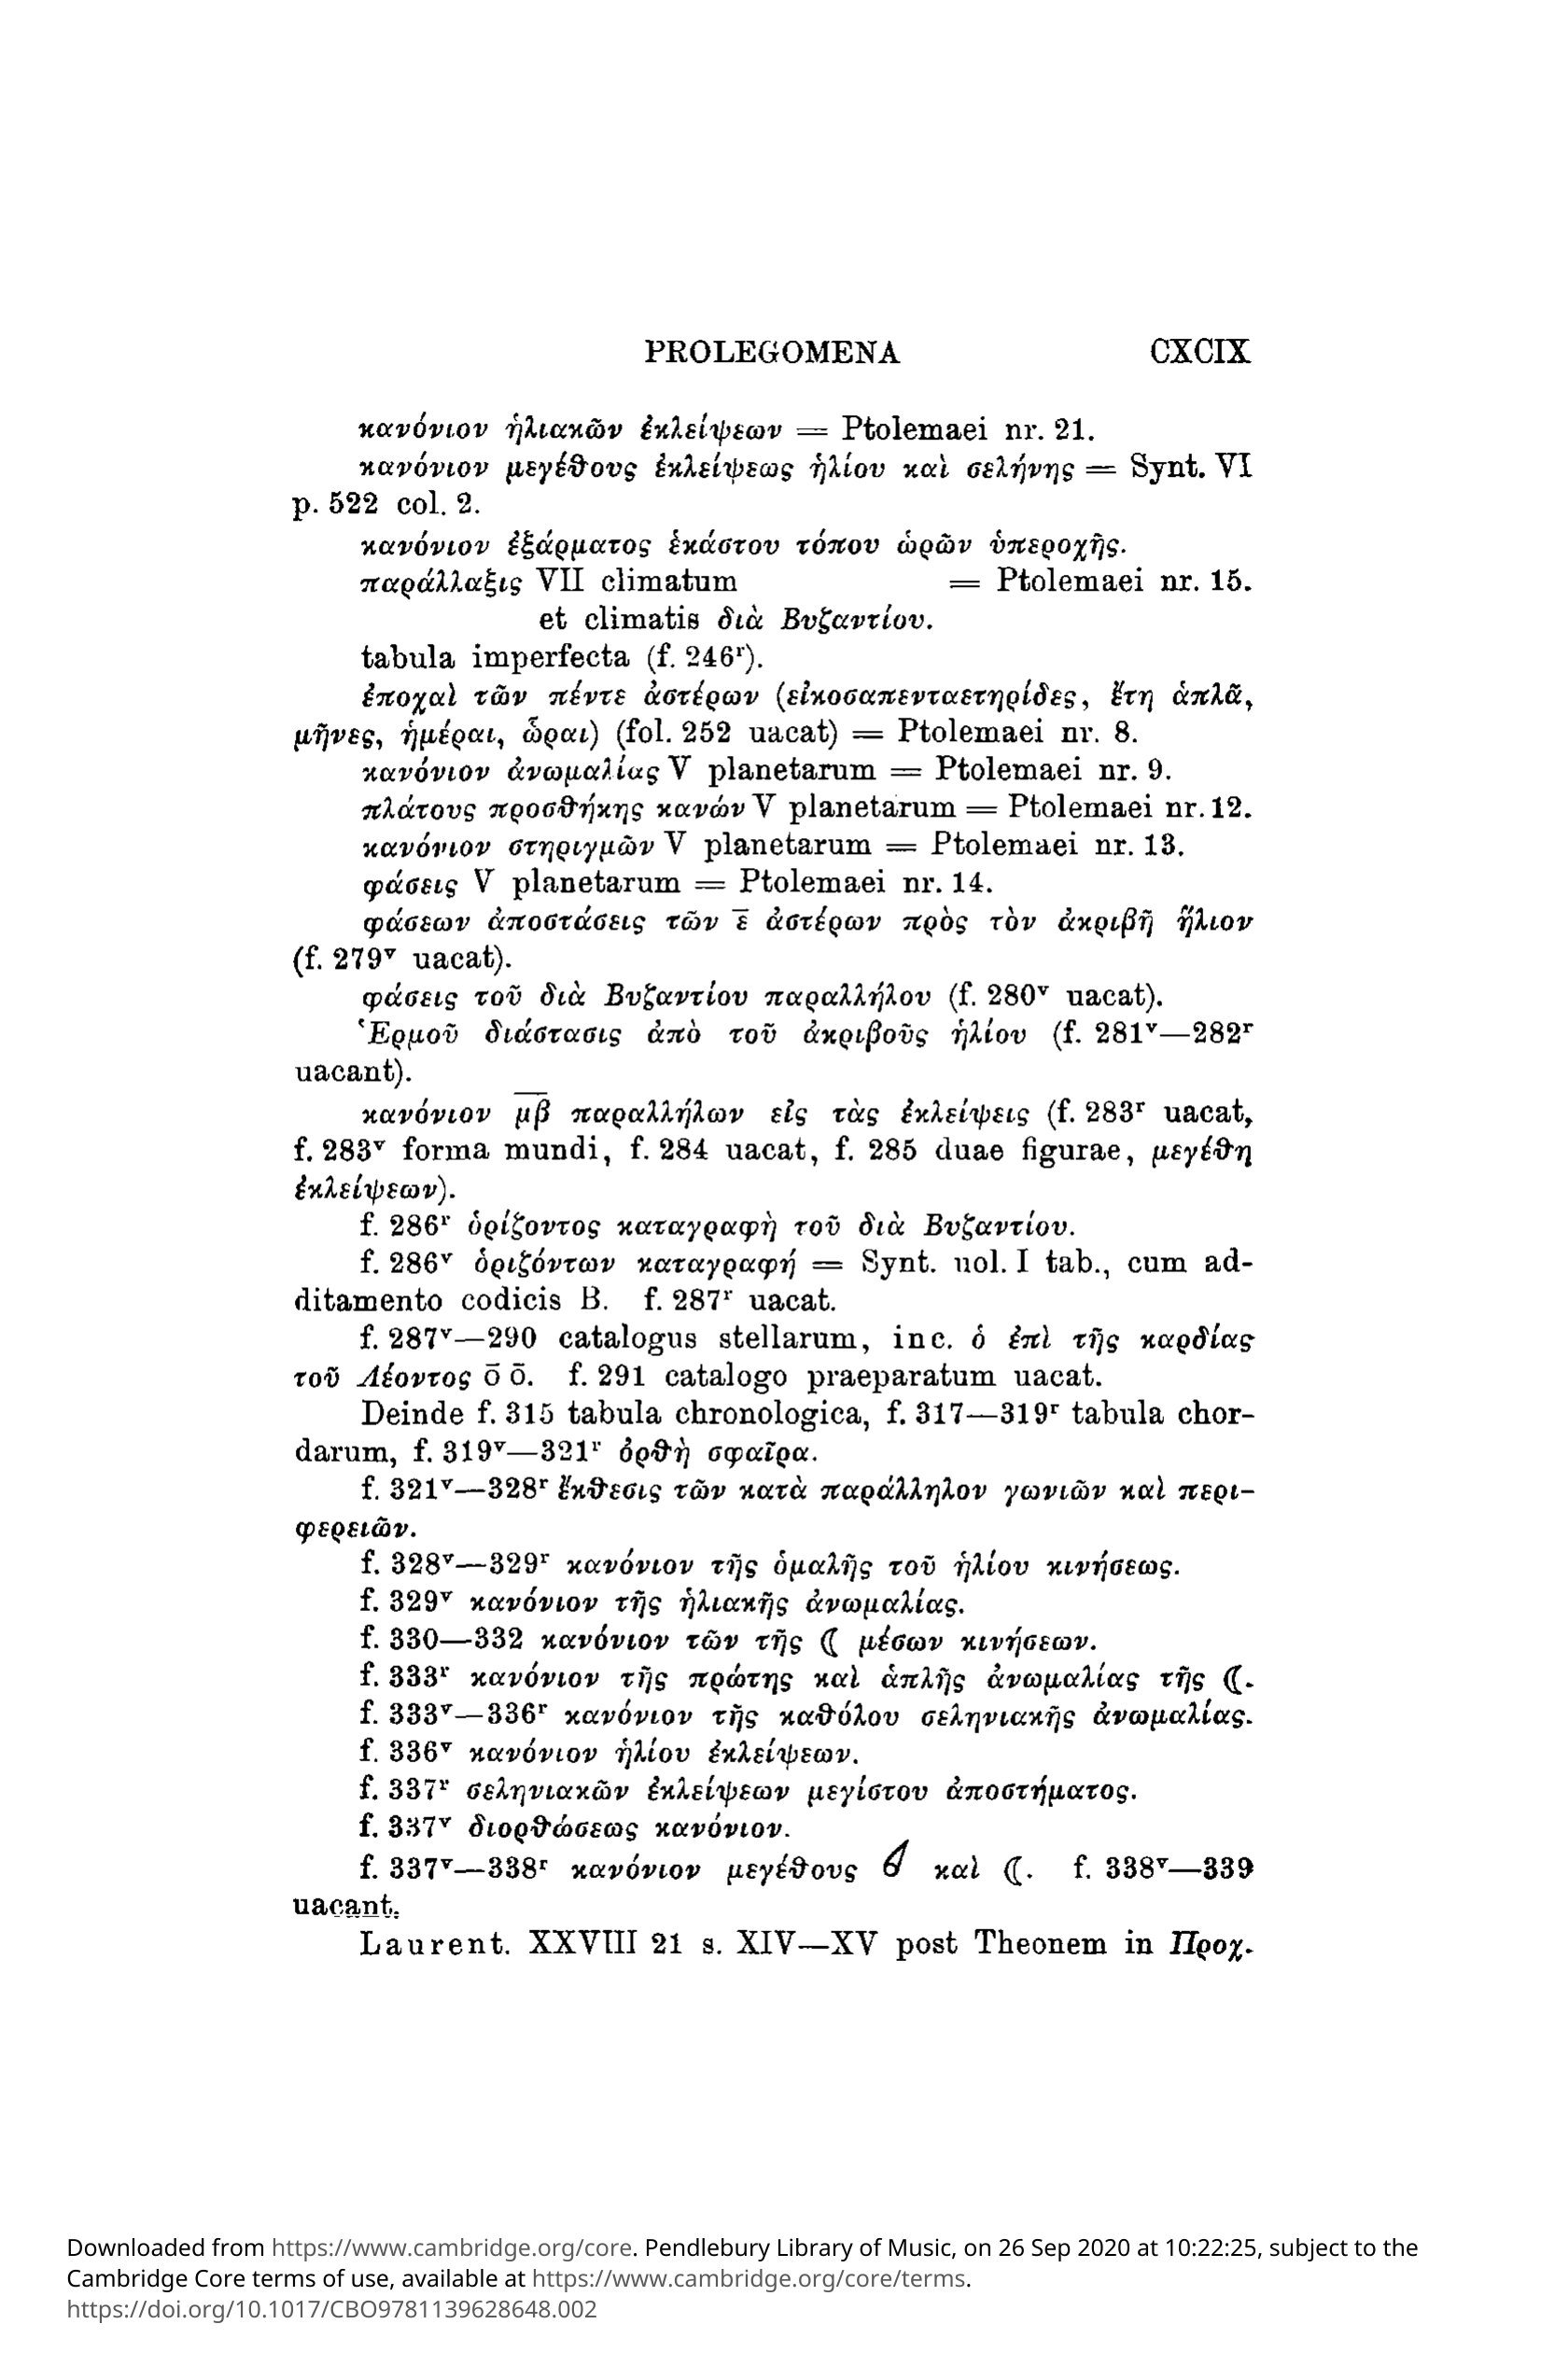 PROLEGOMENA CXCIX
κανόνιον ἡλιακῶν ἐκλείψεων = Ptolemaei nr. 21.
κανόνιον μεγέθους ἐκλείψεως ἡλίου καὶ σελήνης = Synt. VI
p. 522 col. 2.
κανόνιον ἐξάρματος ἑκάστου τόπου ὡρῶν ὑπεροχῆς.
παράλλαξις VII climatum = Ptolemaei nr. 15.
et climatis διὰ Βυζαντίου.
tabula imperfecta (f. 246ʳ).
ἐποχαὶ τῶν πέντε ἀστέρων (εἰκοσαπενταετηρίδες, ἔτη ἁπλᾶ,
μῆνες, ἡμέραι, ὧραι) (fol. 252 uacat) = Ptolemaei nr. 8.
κανόνιον ἀνωμαλίας V planetarum = Ptolemaei nr. 9.
πλάτους προσθήκης κανών V planetarum = Ptolemaei nr. 12.
κανόνιον στηριγμῶν V planetarum = Ptolemaei nr. 13.
φάσεις V planetarum = Ptolemaei nr. 14.
φάσεων ἀποστάσεις τῶν ε̄ ἀστέρων πρὸς τὸν ἀκριβῆ ἥλιον
(f. 279ᵛ uacat).
φάσεις τοῦ διὰ Βυζαντίου παραλλήλου (f. 280ᵛ uacat).
Ἑρμοῦ διάστασις ἀπὸ τοῦ ἀκριβοῦς ἡλίου (f. 281ᵛ—282ʳ
uacant).
κανόνιον μ̅β̅ παραλλήλων εἰς τὰς ἐκλείψεις (f. 283ʳ uacat,
f. 283ᵛ forma mundi, f. 284 uacat, f. 285 duae figurae, μεγέθη
ἐκλείψεων).
f. 286ʳ ὁρίζοντος καταγραφὴ τοῦ διὰ Βυζαντίου.
f. 286ᵛ ὁριζόντων καταγραφή = Synt. uol. I tab., cum ad-
ditamento codicis B. f. 287ʳ uacat.
f. 287ᵛ—290 catalogus stellarum, inc. ὁ ἐπὶ τῆς καρδίας
τοῦ Λέοντος ο̄ ο̄. f. 291 catalogo praeparatum uacat.
Deinde f. 315 tabula chronologica, f. 317—319ʳ tabula chor-
darum, f. 319ᵛ—321ʳ ὀρθὴ σφαῖρα.
f. 321ᵛ—328ʳ ἔκθεσις τῶν κατὰ παράλληλον γωνιῶν καὶ περι-
φερειῶν.
f. 328ᵛ—329ʳ κανόνιον τῆς ὁμαλῆς τοῦ ἡλίου κινήσεως.
f. 329ᵛ κανόνιον τῆς ἡλιακῆς ἀνωμαλίας.
f. 330—332 κανόνιον τῶν τῆς ☾ μέσων κινήσεων.
f. 333ʳ κανόνιον τῆς πρώτης καὶ ἁπλῆς ἀνωμαλίας τῆς ☾.
f. 333ᵛ—336ʳ κανόνιον τῆς καθόλου σεληνιακῆς ἀνωμαλίας.
f. 336ᵛ κανόνιον ἡλίου ἐκλείψεων.
f. 337ʳ σεληνιακῶν ἐκλείψεων μεγίστου ἀποστήματος.
f. 337ᵛ διορθώσεως κανόνιον.
f. 337ᵛ—338ʳ κανόνιον μεγέθους καὶ ☾. f. 338ᵛ—339
uacant.
Laurent. XXVIII 21 s. XIV—XV post Theonem in Προχ.
Downloaded from https://www.cambridge.org/core. Pendlebury Library of Music, on 26 Sep 2020 at 10:22:25, subject to the
Cambridge Core terms of use, available at https://www.cambridge.org/core/terms.
https://doi.org/10.1017/CBO9781139628648.002